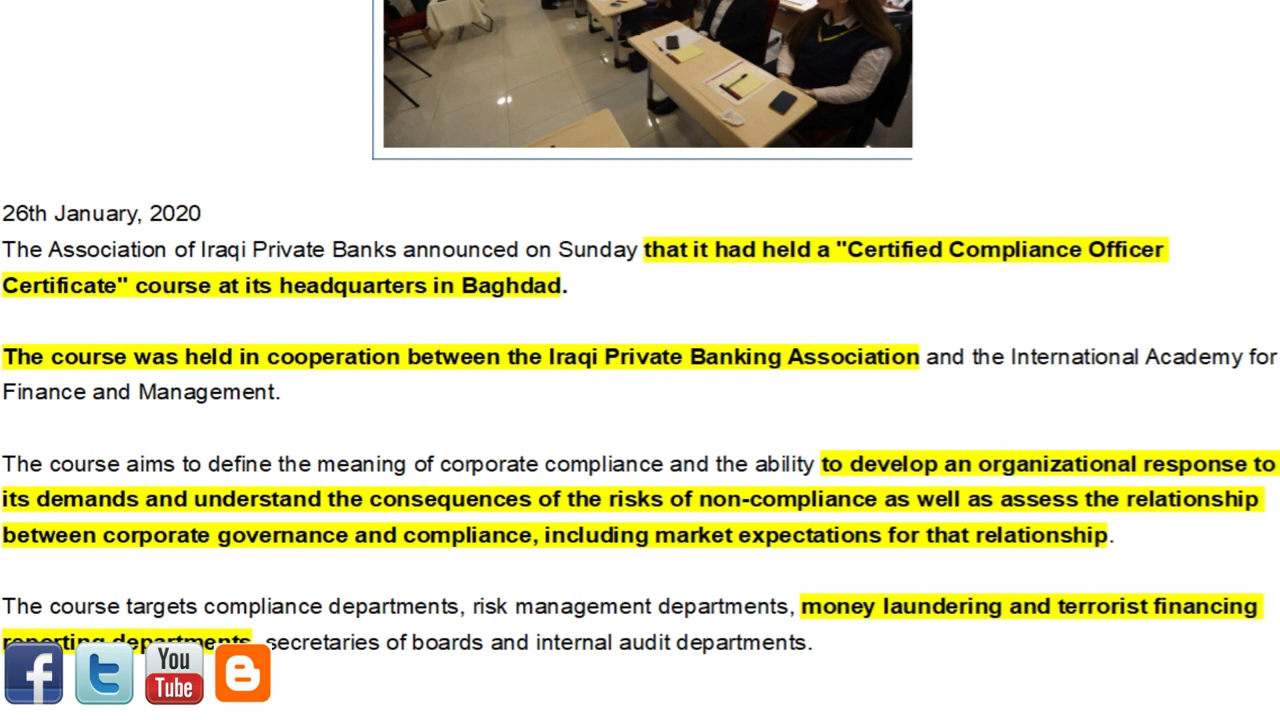 26th January, 2020
The Association of Iraqi Private Banks announced on Sunday that it had held a "Certified Compliance Officer
Certificate" course at its headquarters in Baghdad.
The course was held in cooperation between the Iraqi Private Banking Association and the International Academy for
Finance and Management.
The course aims to define the meaning of corporate compliance and the ability to develop an organizational response to
its demands and understand the consequences of the risks of non-compliance as well as assess the relationship
between corporate governance and compliance, including market expectations for that relationship.
The course targets compliance departments, risk management departments, money laundering and terrorist financing
reporting departments, secretaries of boards and internal audit departments.
You
Tube